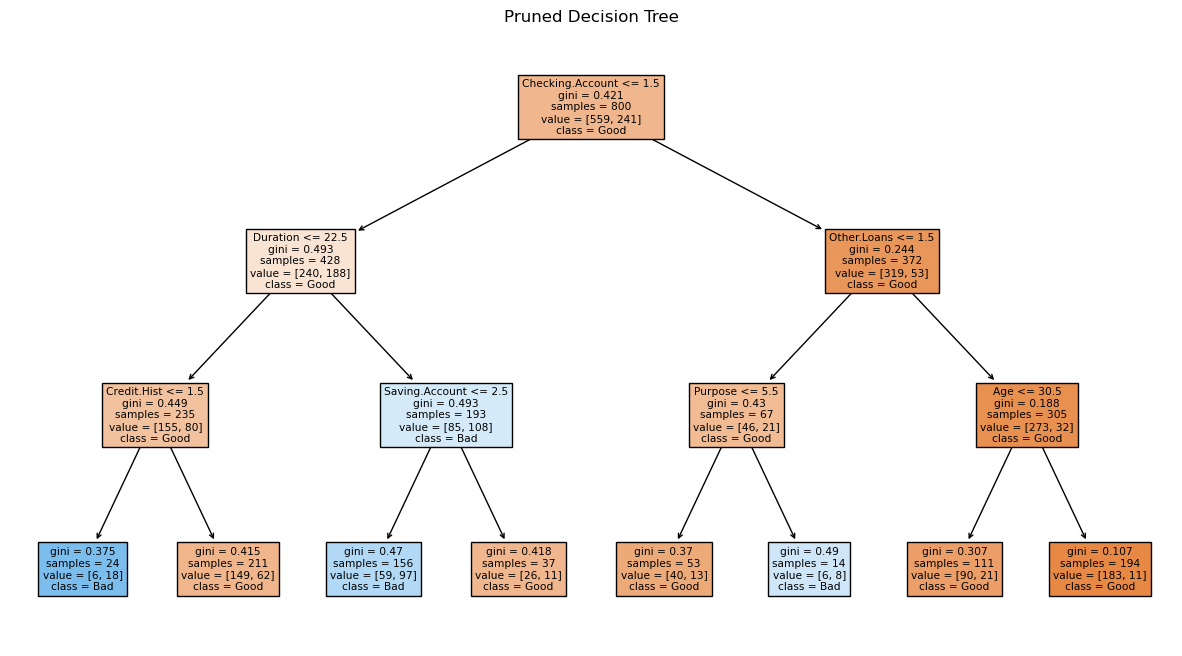 Pruned Decision Tree
Checking.Account <= 1.5
gini = 0.421
samples = 800
value = [559, 241]
class = Good
Duration <= 22.5
gini = 0.493
samples = 428
value = [240, 188]
class = Good
Other.Loans <= 1.5
gini = 0.244
samples = 372
value = [319, 53]
class = Good
Credit.Hist <= 1.5
gini = 0.449
samples = 235
value = [155, 80]
class = Good
Saving.Account <= 2.5
gini = 0.493
samples = 193
value = [85, 108]
class = Bad
Purpose <= 5.5
gini = 0.43
samples = 67
value = [46, 21]
class = Good
Age <= 30.5
gini = 0.188
samples = 305
value = [273, 32]
class = Good
gini = 0.375
samples = 24
value = [6, 18]
class = Bad
gini = 0.415
samples = 211
value = [149, 62]
class = Good
gini = 0.47
samples = 156
value = [59, 97]
class = Bad
gini = 0.418
samples = 37
value = [26, 11]
class = Good
gini = 0.37
samples = 53
value = [40, 13]
class = Good
gini = 0.49
samples = 14
value = [6, 8]
class = Bad
gini = 0.307
samples = 111
value = [90, 21]
class = Good
gini = 0.107
samples = 194
value = [183, 11]
class = Good